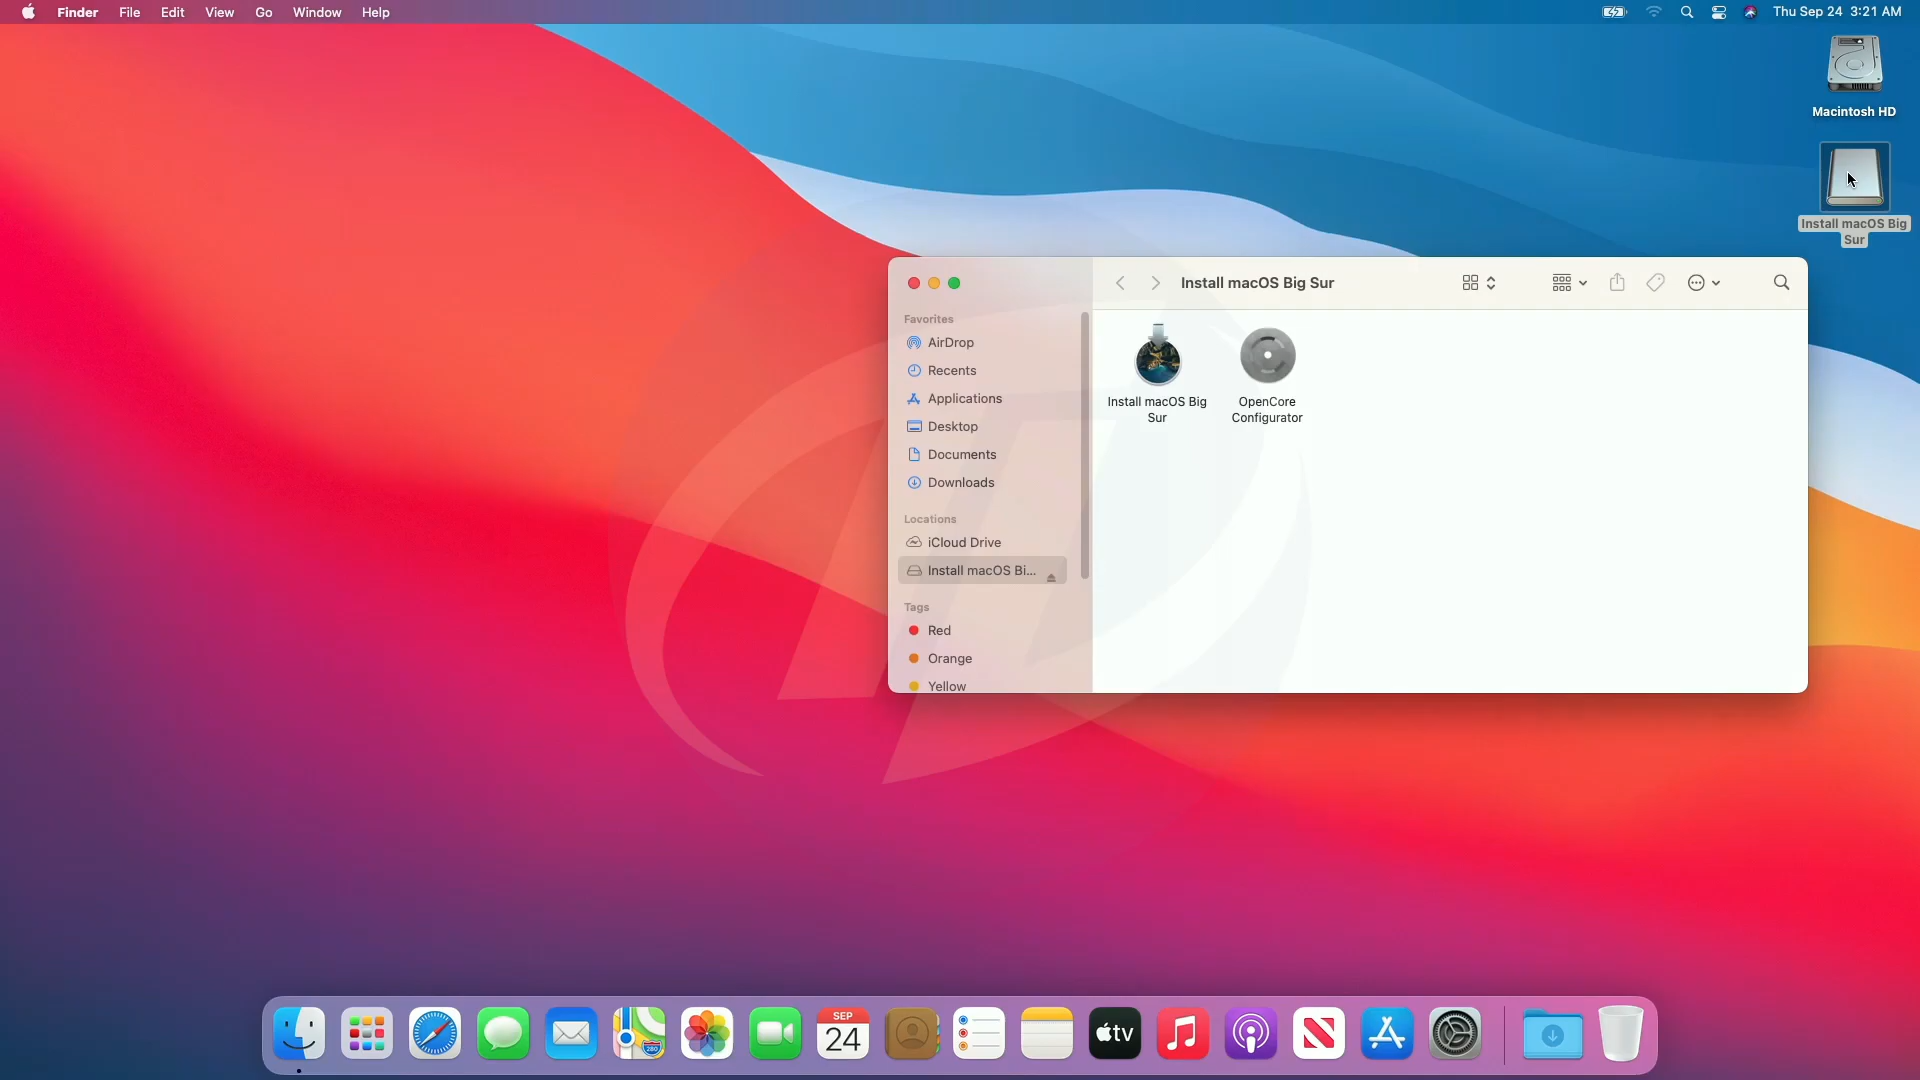 Finder File Edit View Go Window Help
Thu Sep 24 3:21 AM
Macintosh HD
Install macOS Big
Sur
Install macOS Big Sur
Favorites
AirDrop
Recents
Applications
Desktop
Documents
Downloads
Locations
iCloud Drive
Install macOS Bi...
Tags
Red
Orange
Yellow
Install macOS Big
Sur
OpenCore
Configurator
SEP
24
280
tv